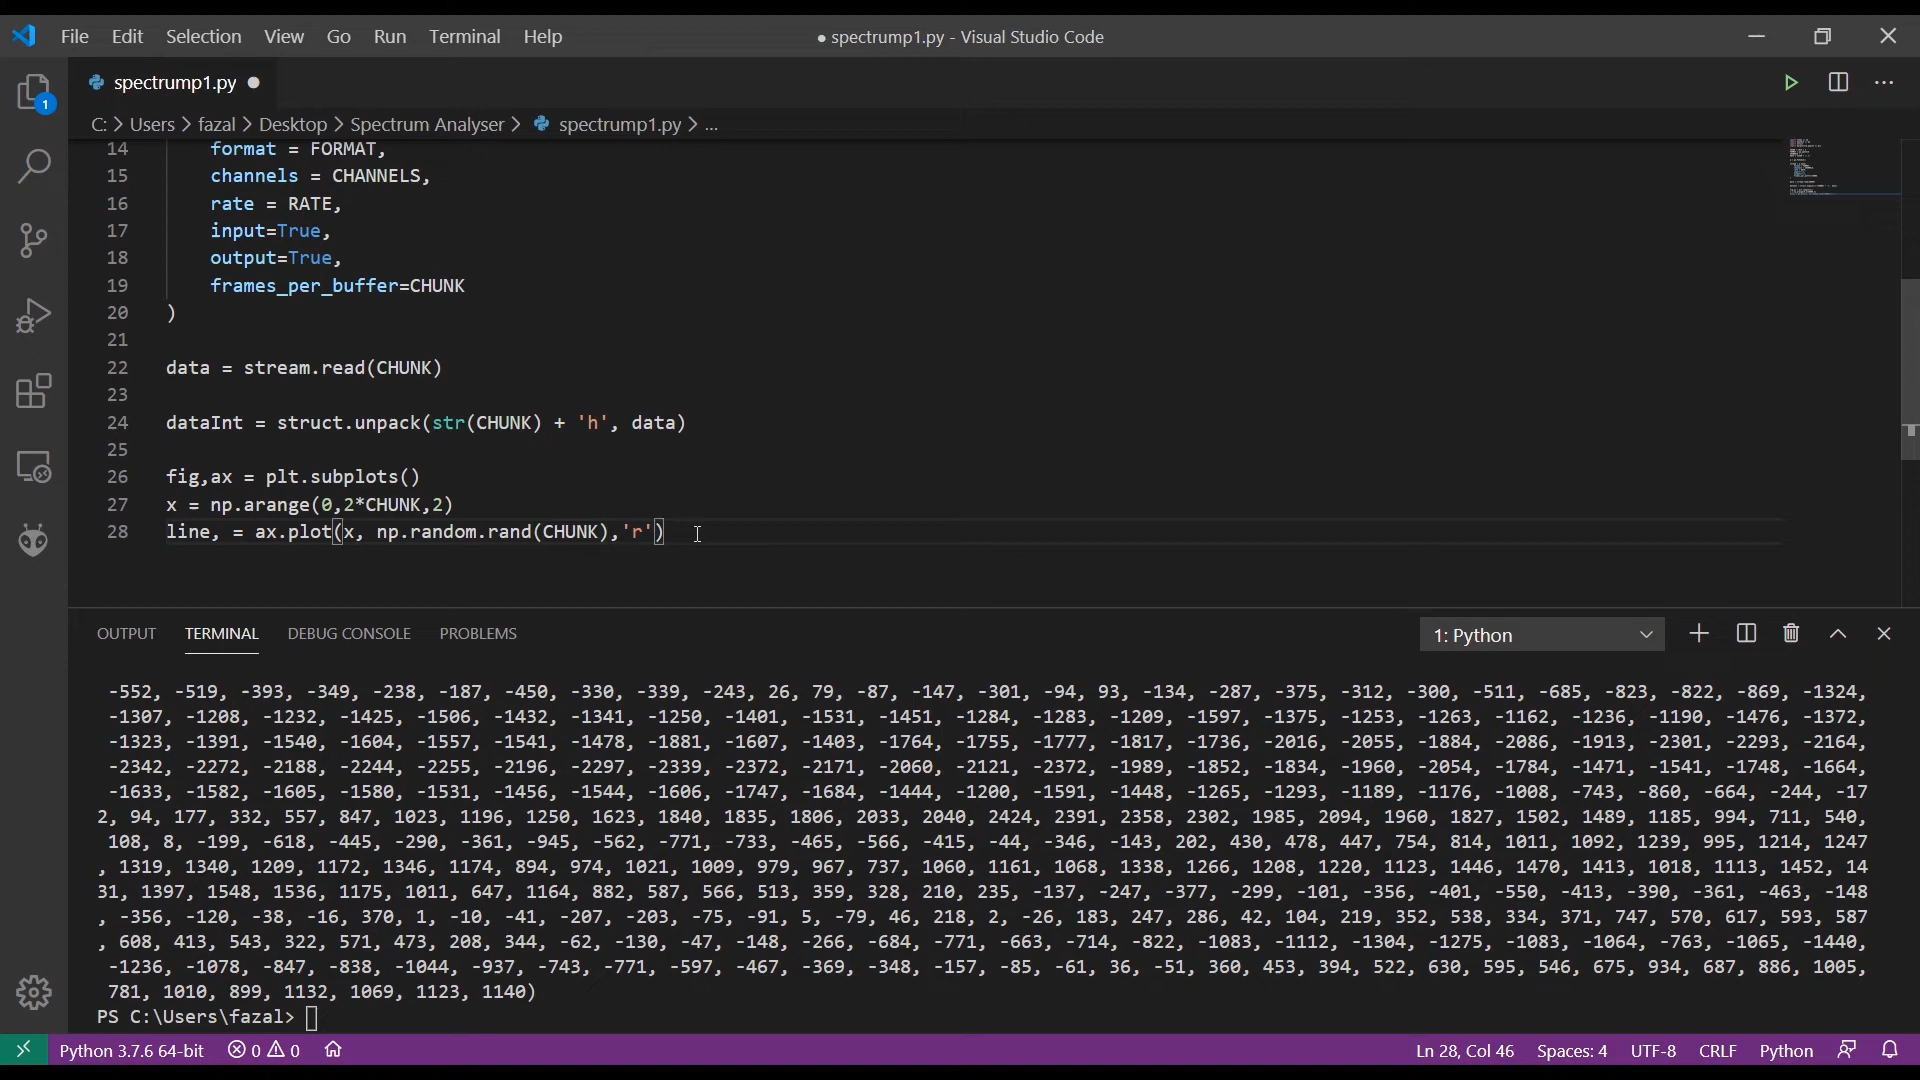 File Edit Selection View Go Run Terminal Help
● spectrump1.py - Visual Studio Code
1
spectrump1.py ●
C: > Users > fazal > Desktop > Spectrum Analyser > spectrump1.py > ...
14 format = FORMAT,
15 channels = CHANNELS,
16 rate = RATE,
17 input=True,
18 output=True,
19 frames_per_buffer=CHUNK
20 )
21
22 data = stream.read(CHUNK)
23
24 dataInt = struct.unpack(str(CHUNK) + 'h', data)
25
26 fig,ax = plt.subplots()
27 x = np.arange(0,2*CHUNK,2)
28 line, = ax.plot(x, np.random.rand(CHUNK),'r')
OUTPUT TERMINAL DEBUG CONSOLE PROBLEMS
1: Python
-552, -519, -393, -349, -238, -187, -450, -330, -339, -243, 26, 79, -87, -147, -301, -94, 93, -134, -287, -375, -312, -300, -511, -685, -823, -822, -869, -1324,
-1307, -1208, -1232, -1425, -1506, -1432, -1341, -1250, -1401, -1531, -1451, -1284, -1283, -1209, -1597, -1375, -1253, -1263, -1162, -1236, -1190, -1476, -1372,
-1323, -1391, -1540, -1604, -1557, -1541, -1478, -1881, -1607, -1403, -1764, -1755, -1777, -1817, -1736, -2016, -2055, -1884, -2086, -1913, -2301, -2293, -2164,
-2342, -2272, -2188, -2244, -2255, -2196, -2297, -2339, -2372, -2171, -2060, -2121, -2372, -1989, -1852, -1834, -1960, -2054, -1784, -1471, -1541, -1748, -1664,
-1633, -1582, -1605, -1580, -1531, -1456, -1544, -1606, -1747, -1684, -1444, -1200, -1591, -1448, -1265, -1293, -1189, -1176, -1008, -743, -860, -664, -244, -17
2, 94, 177, 332, 557, 847, 1023, 1196, 1250, 1623, 1840, 1835, 1806, 2033, 2040, 2424, 2391, 2358, 2302, 1985, 2094, 1960, 1827, 1502, 1489, 1185, 994, 711, 540,
108, 8, -199, -618, -445, -290, -361, -945, -562, -771, -733, -465, -566, -415, -44, -346, -143, 202, 430, 478, 447, 754, 814, 1011, 1092, 1239, 995, 1214, 1247
, 1319, 1340, 1209, 1172, 1346, 1174, 894, 974, 1021, 1009, 979, 967, 737, 1060, 1161, 1068, 1338, 1266, 1208, 1220, 1123, 1446, 1470, 1413, 1018, 1113, 1452, 14
31, 1397, 1548, 1536, 1175, 1011, 647, 1164, 882, 587, 566, 513, 359, 328, 210, 235, -137, -247, -377, -299, -101, -356, -401, -550, -413, -390, -361, -463, -148
, -356, -120, -38, -16, 370, 1, -10, -41, -207, -203, -75, -91, 5, -79, 46, 218, 2, -26, 183, 247, 286, 42, 104, 219, 352, 538, 334, 371, 747, 570, 617, 593, 587
, 608, 413, 543, 322, 571, 473, 208, 344, -62, -130, -47, -148, -266, -684, -771, -663, -714, -822, -1083, -1112, -1304, -1275, -1083, -1064, -763, -1065, -1440,
-1236, -1078, -847, -838, -1044, -937, -743, -771, -597, -467, -369, -348, -157, -85, -61, 36, -51, 360, 453, 394, 522, 630, 595, 546, 675, 934, 687, 886, 1005,
781, 1010, 899, 1132, 1069, 1123, 1140)
PS C:\Users\fazal>
Python 3.7.6 64-bit 0 0 Ln 28, Col 46 Spaces: 4 UTF-8 CRLF Python